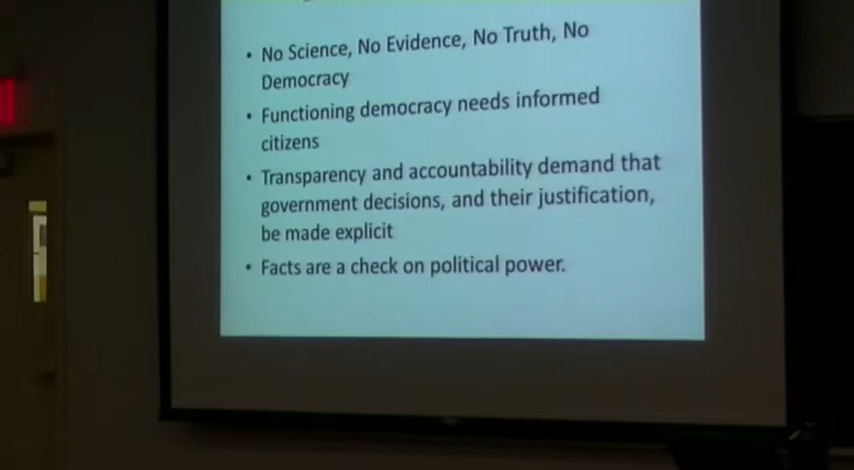 • No Science, No Evidence, No Truth, No
Democracy
• Functioning democracy needs informed
citizens
• Transparency and accountability demand that
government decisions, and their justification,
be made explicit
• Facts are a check on political power.